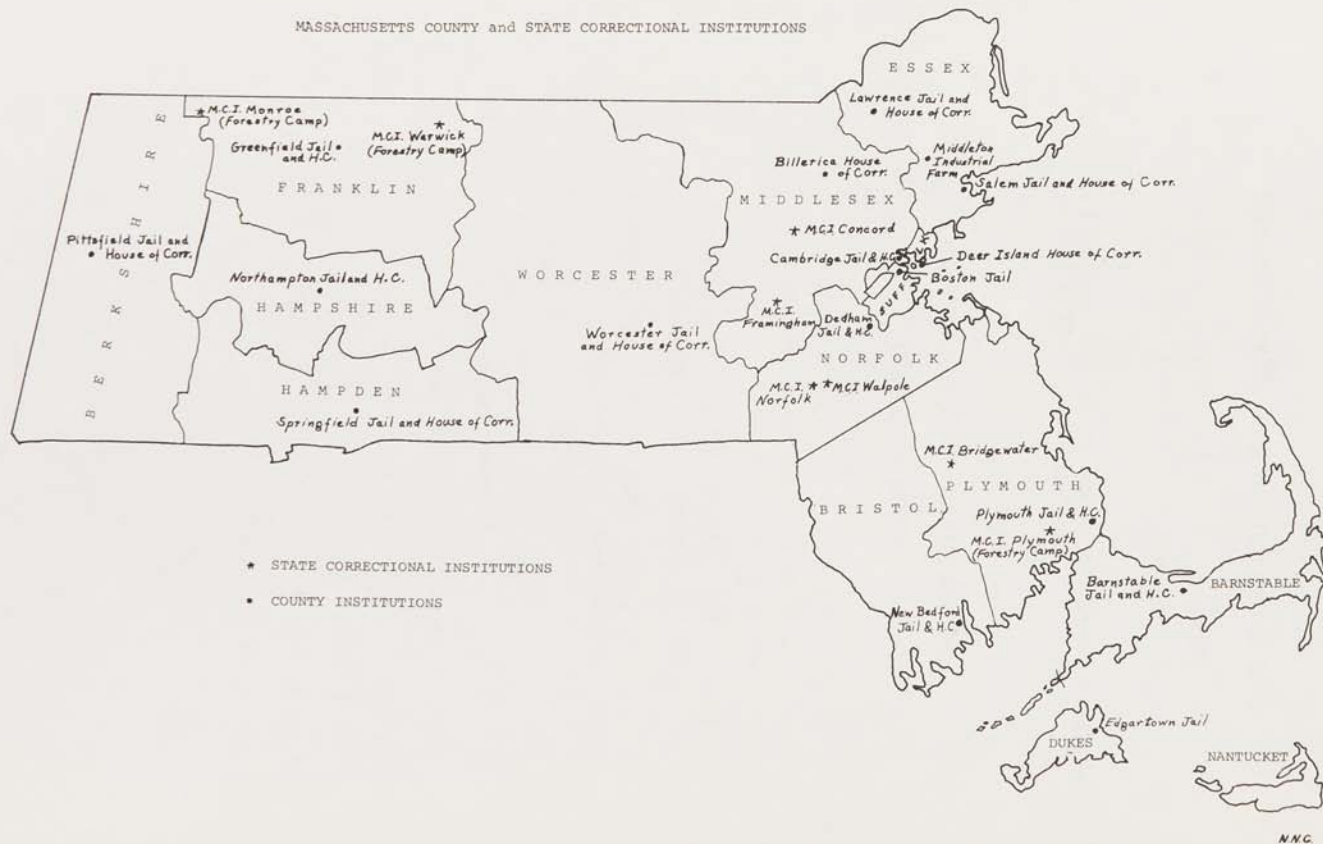 MASSACHUSETTS COUNTY and STATE CORRECTIONAL INSTITUTIONS
ESSEX
Lawrence Jail and
House of Corr.
Middleton
Industrial
Farm
Salem Jail and House of Corr.
M.C.I. Monroe
(Forestry Camp)
M.C.I. Warwick
(Forestry Camp)
Greenfield Jail
and H.C.
FRANKLIN
BERKSHIRE
Pittsfield Jail and
House of Corr.
Billerica House
of Corr.
MIDDLESEX
M.C.I. Concord
Cambridge Jail & H.C.
SUFFOLK
Deer Island House of Corr.
Boston Jail
Northampton Jail and H.C.
HAMPSHIRE
WORCESTER
Worcester Jail
and House of Corr.
M.C.I.
Framingham
Dedham
Jail & H.C.
NORFOLK
M.C.I.
Norfolk
MCI Walpole
HAMPDEN
Springfield Jail and House of Corr.
M.C.I. Bridgewater
PLYMOUTH
BRISTOL
Plymouth Jail & H.C.
M.C.I. Plymouth
(Forestry Camp)
* STATE CORRECTIONAL INSTITUTIONS
• COUNTY INSTITUTIONS
Barnstable
Jail and H.C.
BARNSTABLE
New Bedford
Jail & H.C.
Edgartown Jail
DUKES
NANTUCKET
N.N.C.